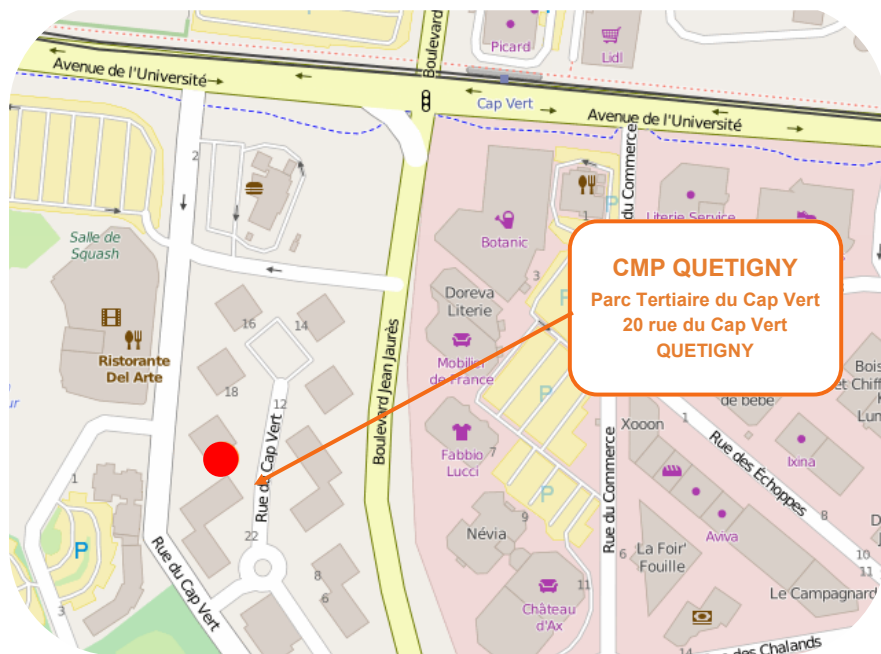 Boulevard
Picard
Lidl
Avenue de l'Université
Cap Vert
Avenue de l'Université
2
1
P
Rue du Commerce
Literie Service
Salle de
Squash
Botanic
3
P
CMP QUETIGNY
Parc Tertiaire du Cap Vert
20 rue du Cap Vert
QUETIGNY
Doreva
Literie
16
14
Boulevard Jean Jaurès
Mobilier
de France
Ristorante
Del Arte
18
12
P
de bébé
Bois
et Chiff
K
Lum
ur
Rue du Cap Vert
Fabbio
Lucci
7
Xooon
1
Rue des Échoppes
Ixina
1
P
P
9
Rue du Commerce
Aviva
8
Névia
22
6
La Foir'
Fouille
D
J
10
11
Rue du Cap Vert
8
6
11
Château
d'Ax
Le Campagnard
3
14
des Chalands